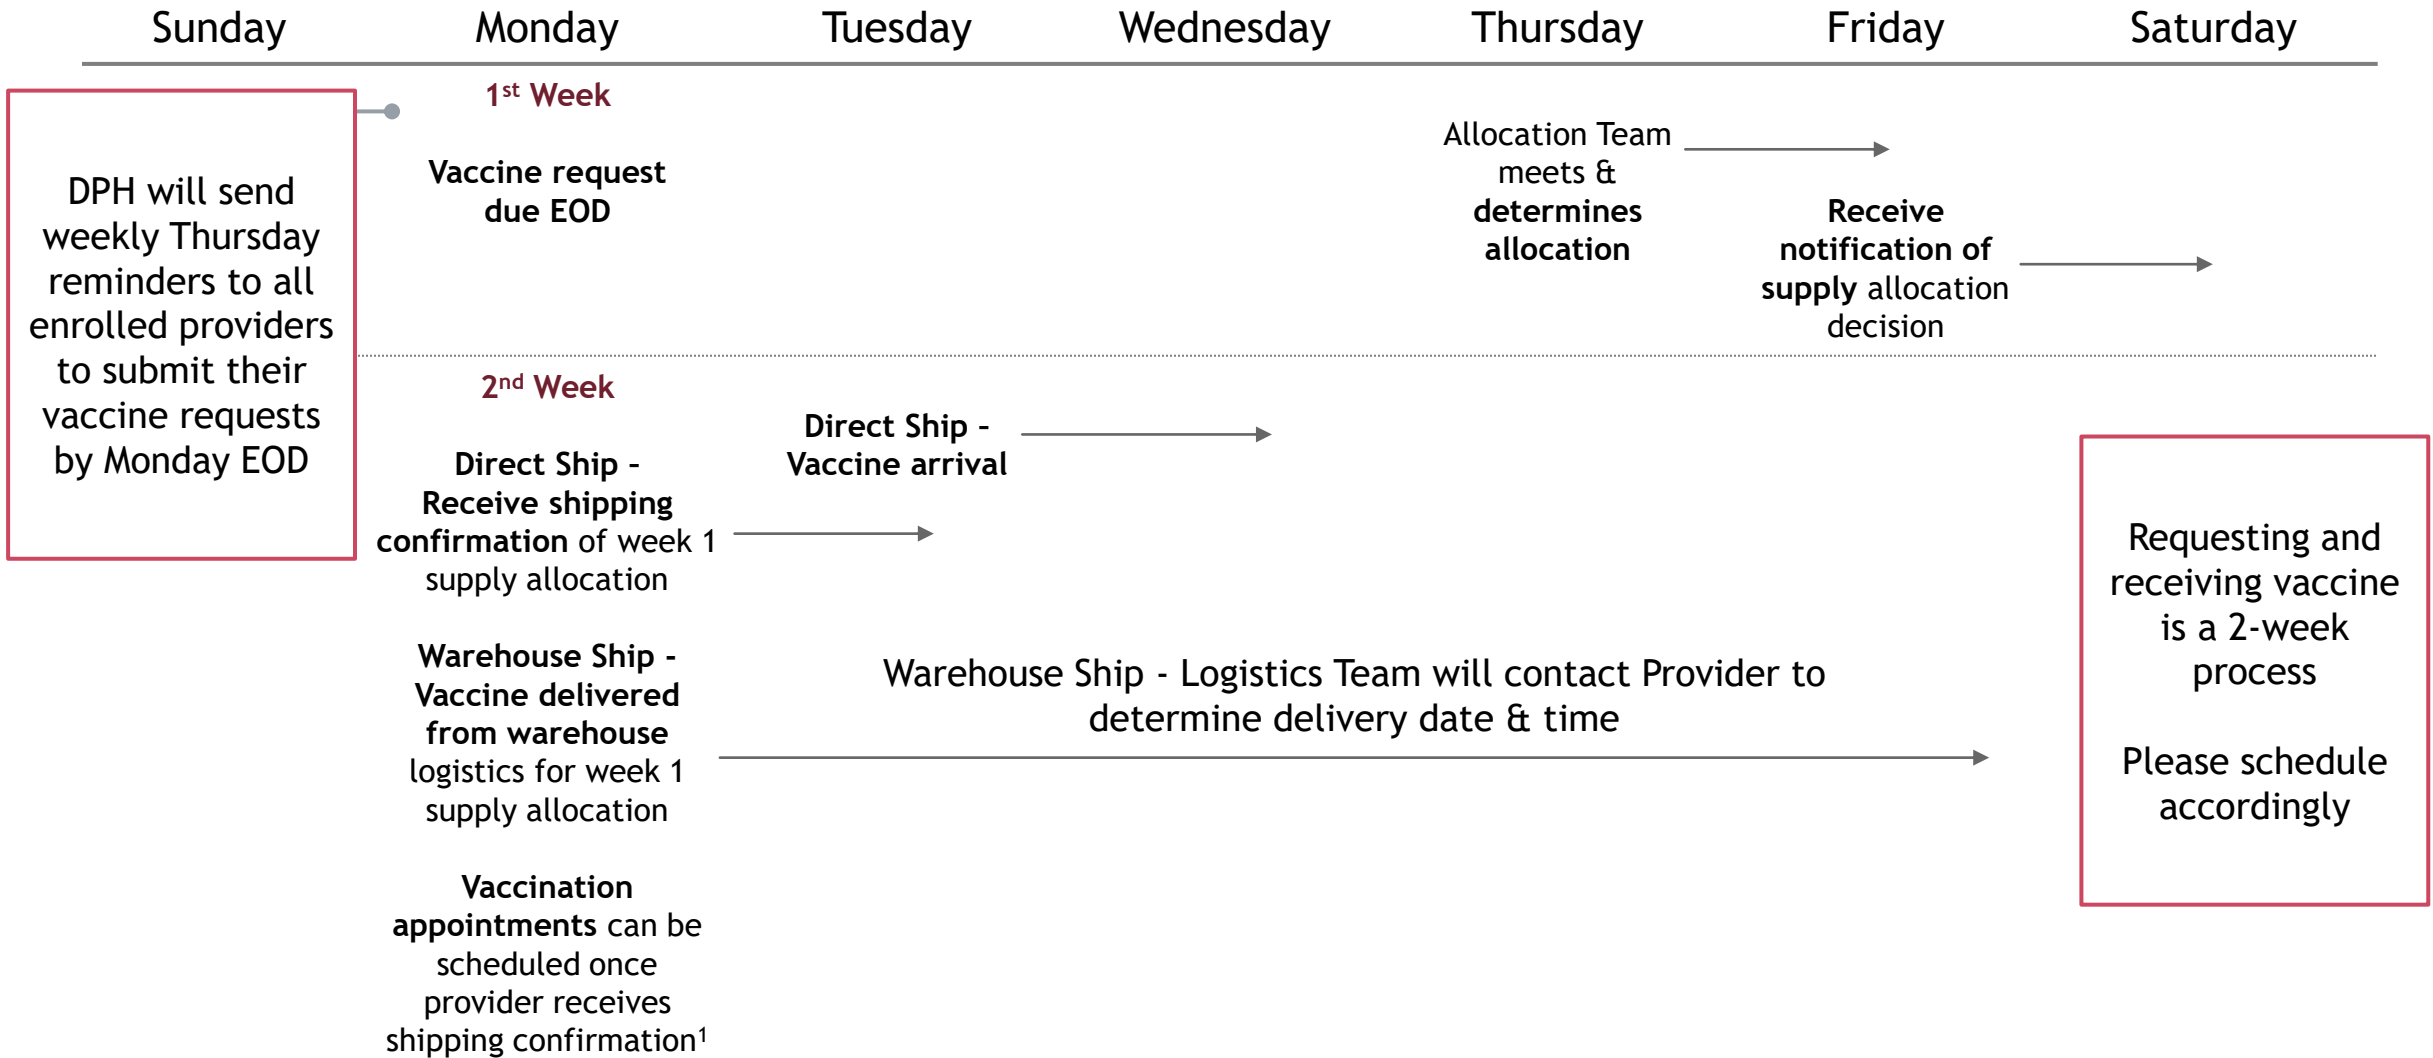 Sunday Monday Tuesday Wednesday Thursday Friday Saturday
DPH will send
weekly Thursday
reminders to all
enrolled providers
to submit their
vaccine requests
by Monday EOD
1st Week
Vaccine request
due EOD
Allocation Team
meets &
determines
allocation
Receive
notification of
supply allocation
decision
2nd Week
Direct Ship –
Receive shipping
confirmation of week 1
supply allocation
Direct Ship –
Vaccine arrival
Warehouse Ship -
Vaccine delivered
from warehouse
logistics for week 1
supply allocation
Warehouse Ship - Logistics Team will contact Provider to
determine delivery date & time
Vaccination
appointments can be
scheduled once
provider receives
shipping confirmation1
Requesting and
receiving vaccine
is a 2-week
process
Please schedule
accordingly